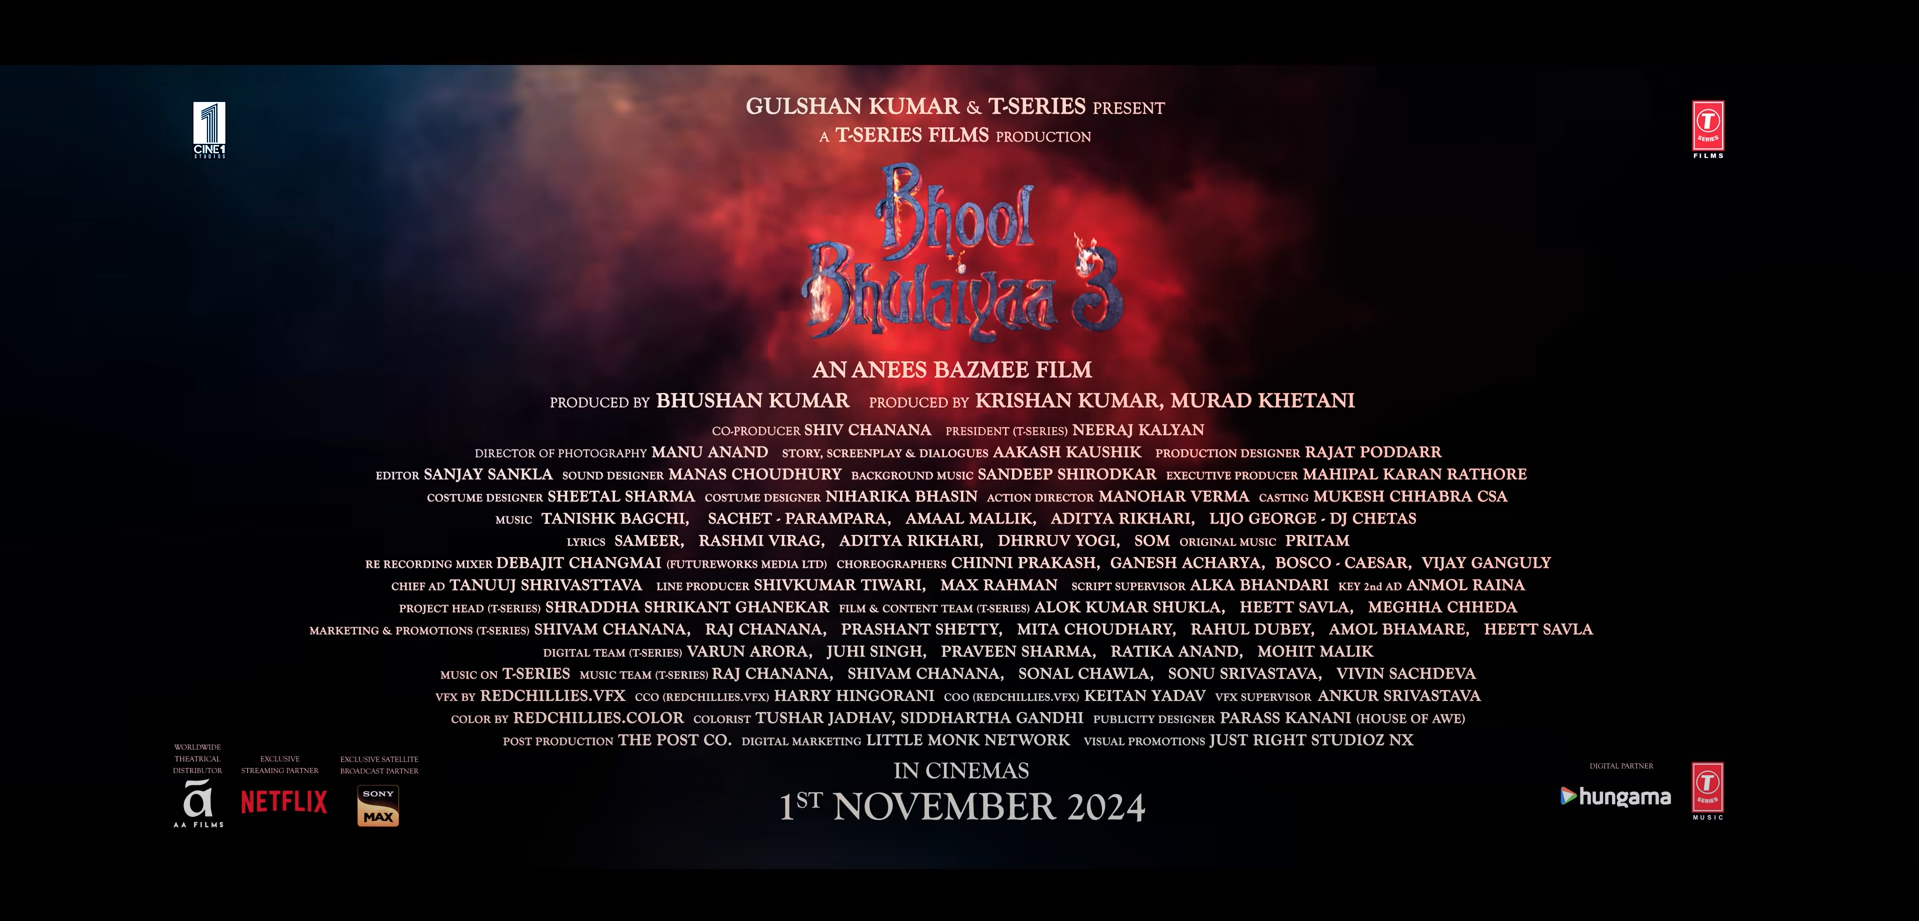 GULSHAN KUMAR & T-SERIES PRESENT
A T-SERIES FILMS PRODUCTION
1
CINE1
STUDIOS
T
SERIES
FILMS
Bhool
Bhulaiyaa 3
AN ANEES BAZMEE FILM
PRODUCED BY BHUSHAN KUMAR PRODUCED BY KRISHAN KUMAR, MURAD KHETANI
CO-PRODUCER SHIV CHANANA PRESIDENT (T-SERIES) NEERAJ KALYAN
DIRECTOR OF PHOTOGRAPHY MANU ANAND STORY, SCREENPLAY & DIALOGUES AAKASH KAUSHIK PRODUCTION DESIGNER RAJAT PODDARR
EDITOR SANJAY SANKLA SOUND DESIGNER MANAS CHOUDHURY BACKGROUND MUSIC SANDEEP SHIRODKAR EXECUTIVE PRODUCER MAHIPAL KARAN RATHORE
COSTUME DESIGNER SHEETAL SHARMA COSTUME DESIGNER NIHARIKA BHASIN ACTION DIRECTOR MANOHAR VERMA CASTING MUKESH CHHABRA CSA
MUSIC TANISHK BAGCHI, SACHET - PARAMPARA, AMAAL MALLIK, ADITYA RIKHARI, LIJO GEORGE - DJ CHETAS
LYRICS SAMEER, RASHMI VIRAG, ADITYA RIKHARI, DHRRUV YOGI, SOM ORIGINAL MUSIC PRITAM
RE RECORDING MIXER DEBAJIT CHANGMAI (FUTUREWORKS MEDIA LTD) CHOREOGRAPHERS CHINNI PRAKASH, GANESH ACHARYA, BOSCO - CAESAR, VIJAY GANGULY
CHIEF AD TANUUJ SHRIVASTTAVA LINE PRODUCER SHIVKUMAR TIWARI, MAX RAHMAN SCRIPT SUPERVISOR ALKA BHANDARI KEY 2nd AD ANMOL RAINA
PROJECT HEAD (T-SERIES) SHRADDHA SHRIKANT GHANEKAR FILM & CONTENT TEAM (T-SERIES) ALOK KUMAR SHUKLA, HEETT SAVLA, MEGHHA CHHEDA
MARKETING & PROMOTIONS (T-SERIES) SHIVAM CHANANA, RAJ CHANANA, PRASHANT SHETTY, MITA CHOUDHARY, RAHUL DUBEY, AMOL BHAMARE, HEETT SAVLA
DIGITAL TEAM (T-SERIES) VARUN ARORA, JUHI SINGH, PRAVEEN SHARMA, RATIKA ANAND, MOHIT MALIK
MUSIC ON T-SERIES MUSIC TEAM (T-SERIES) RAJ CHANANA, SHIVAM CHANANA, SONAL CHAWLA, SONU SRIVASTAVA, VIVIN SACHDEVA
VFX BY REDCHILLIES.VFX CCO (REDCHILLIES.VFX) HARRY HINGORANI COO (REDCHILLIES.VFX) KEITAN YADAV VFX SUPERVISOR ANKUR SRIVASTAVA
COLOR BY REDCHILLIES.COLOR COLORIST TUSHAR JADHAV, SIDDHARTHA GANDHI PUBLICITY DESIGNER PARASS KANANI (HOUSE OF AWE)
POST PRODUCTION THE POST CO. DIGITAL MARKETING LITTLE MONK NETWORK VISUAL PROMOTIONS JUST RIGHT STUDIOZ NX
WORLDWIDE
THEATRICAL
DISTRIBUTOR
ā
AA FILMS
EXCLUSIVE
STREAMING PARTNER
NETFLIX
EXCLUSIVE SATELLITE
BROADCAST PARTNER
SONY
MAX
IN CINEMAS
1ST NOVEMBER 2024
DIGITAL PARTNER
hungama
T
SERIES
MUSIC